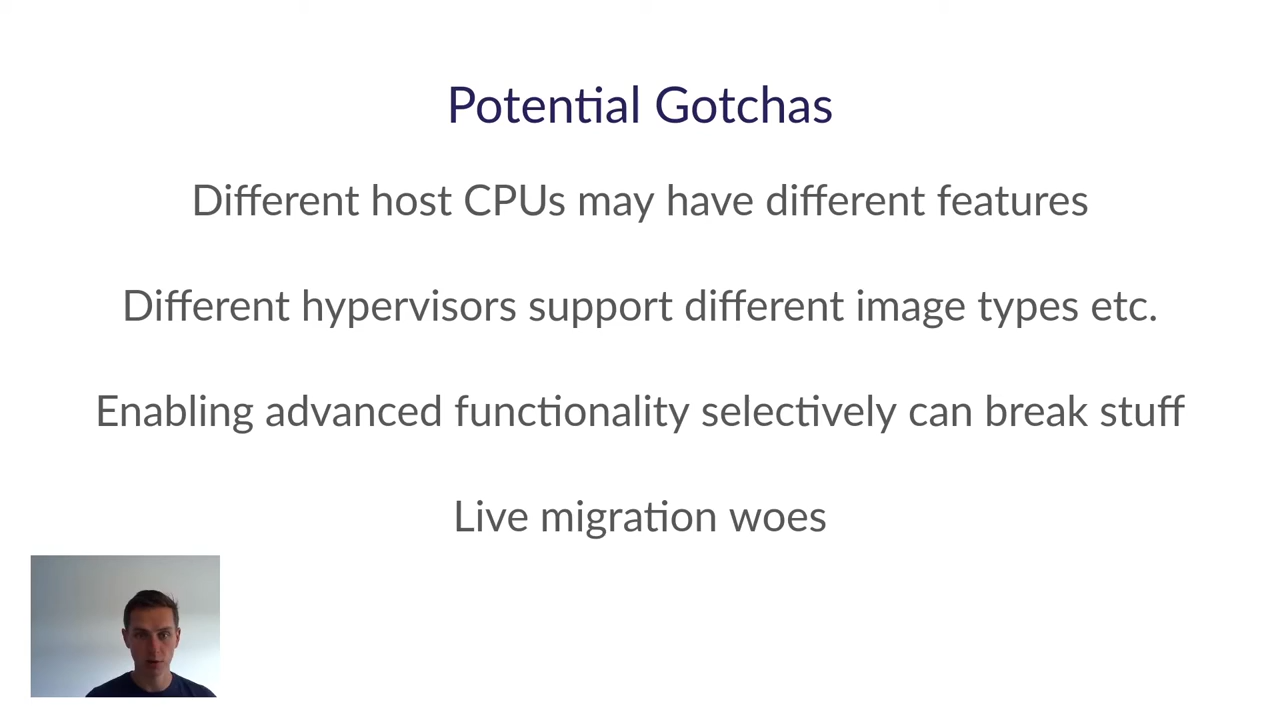 Potential Gotchas
Different host CPUs may have different features
Different hypervisors support different image types etc.
Enabling advanced functionality selectively can break stuff
Live migration woes